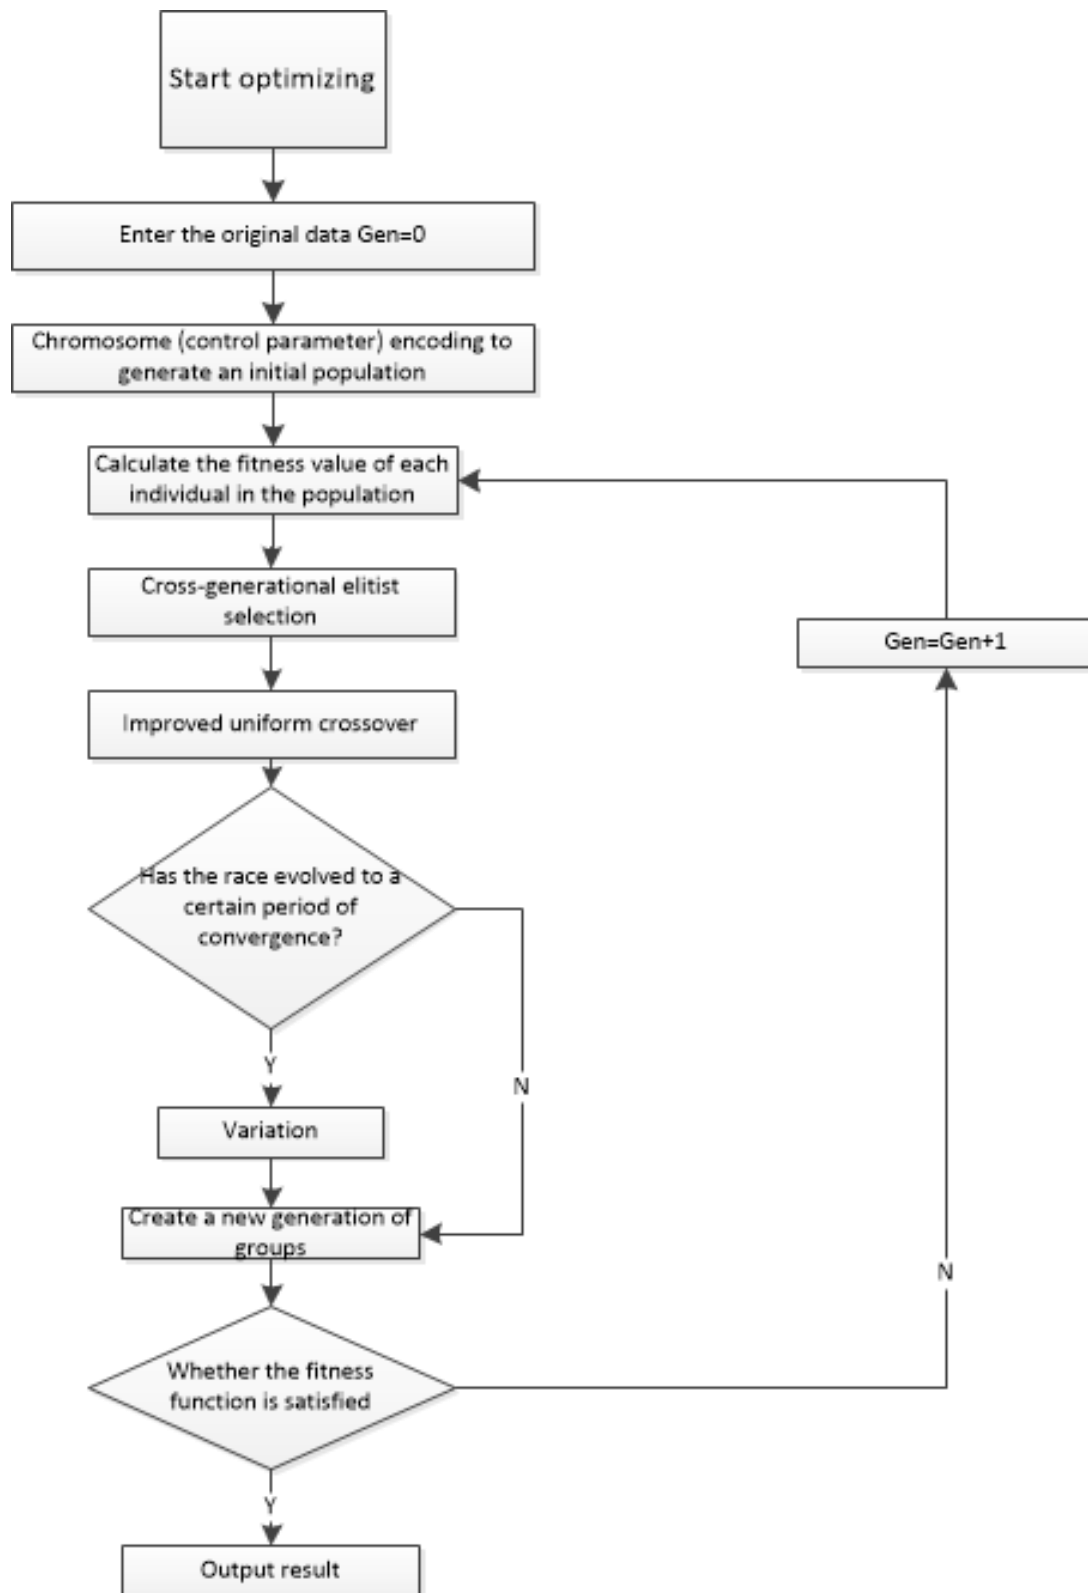 Start optimizing
Enter the original data Gen=0
Chromosome (control parameter) encoding to
generate an initial population
Calculate the fitness value of each
individual in the population
Cross-generational elitist
selection
Gen=Gen+1
Improved uniform crossover
Has the race evolved to a
certain period of
convergence?
Y
N
Variation
Create a new generation of
groups
N
Whether the fitness
function is satisfied
Y
Output result